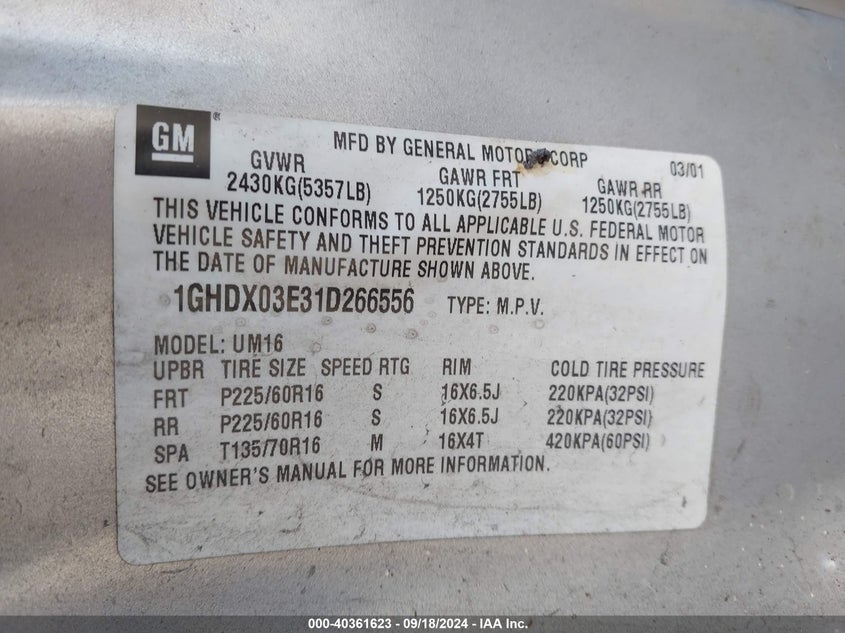 GM
MFD BY GENERAL MOTORS CORP 03/01
GVWR GAWR FRT GAWR RR
2430KG(5357LB) 1250KG(2755LB) 1250KG(2755LB)
THIS VEHICLE CONFORMS TO ALL APPLICABLE U.S. FEDERAL MOTOR
VEHICLE SAFETY AND THEFT PREVENTION STANDARDS IN EFFECT ON
THE DATE OF MANUFACTURE SHOWN ABOVE.
1GHDX03E31D266556 TYPE: M.P.V.
MODEL: UM16
UPBR TIRE SIZE SPEED RTG RIM COLD TIRE PRESSURE
FRT P225/60R16 S 16X6.5J 220KPA(32PSI)
RR P225/60R16 S 16X6.5J 220KPA(32PSI)
SPA T135/70R16 M 16X4T 420KPA(60PSI)
SEE OWNER'S MANUAL FOR MORE INFORMATION.
000-40361623 - 09/18/2024 - IAA Inc.